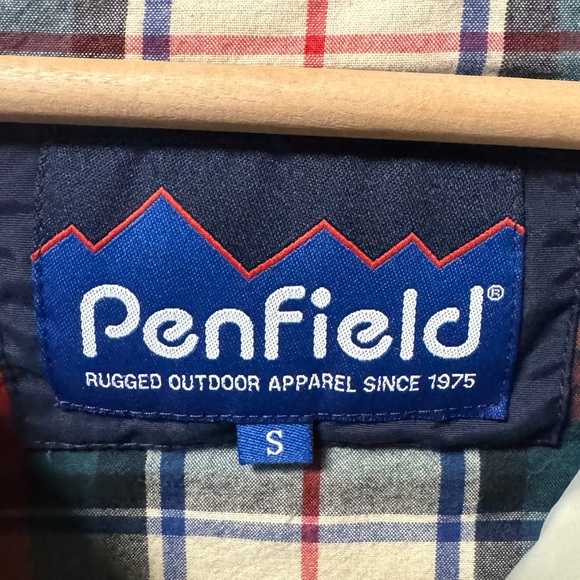 Penfield®
RUGGED OUTDOOR APPAREL SINCE 1975
S